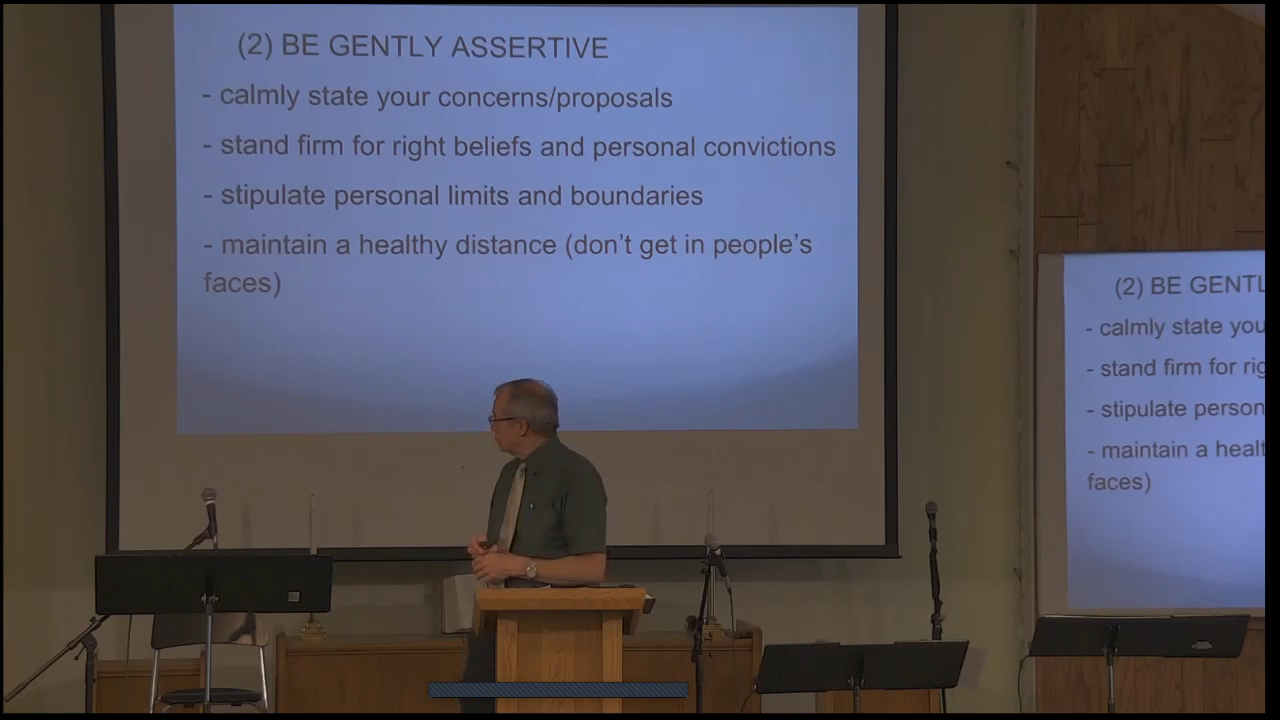 (2) BE GENTLY ASSERTIVE
- calmly state your concerns/proposals
- stand firm for right beliefs and personal convictions
- stipulate personal limits and boundaries
- maintain a healthy distance (don't get in people's
faces)
(2) BE GENTL
- calmly state you
- stand firm for rig
- stipulate person
- maintain a healt
faces)